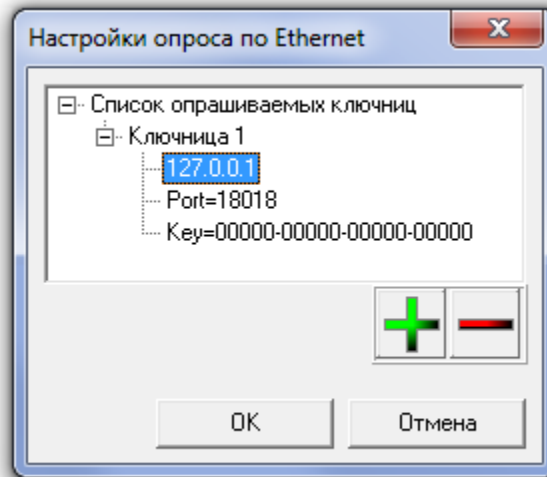 Настройки опроса по Ethernet
Список опрашиваемых ключниц
Ключница 1
127.0.0.1
Port=18018
Key=00000-00000-00000-00000
OK
Отмена